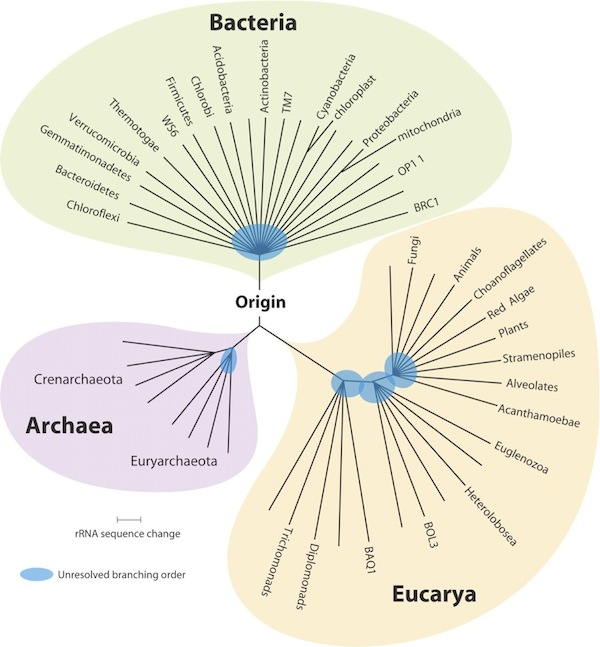 Bacteria
Chloroflexi
Bacteroidetes
Gemmatimonadetes
Verrucomicrobia
Thermotogae
WS6
Firmicutes
Chlorobi
Acidobacteria
Actinobacteria
TM7
Cyanobacteria
chloroplast
Proteobacteria
mitochondria
OP1 1
BRC1
Origin
Crenarchaeota
Archaea
Euryarchaeota
Fungi
Animals
Choanoflagellates
Red Algae
Plants
Stramenopiles
Alveolates
Acanthamoebae
Euglenozoa
Heterolobosea
BOL3
BAQ1
Diplomonads
Trichomonads
Eucarya
rRNA sequence change
Unresolved branching order